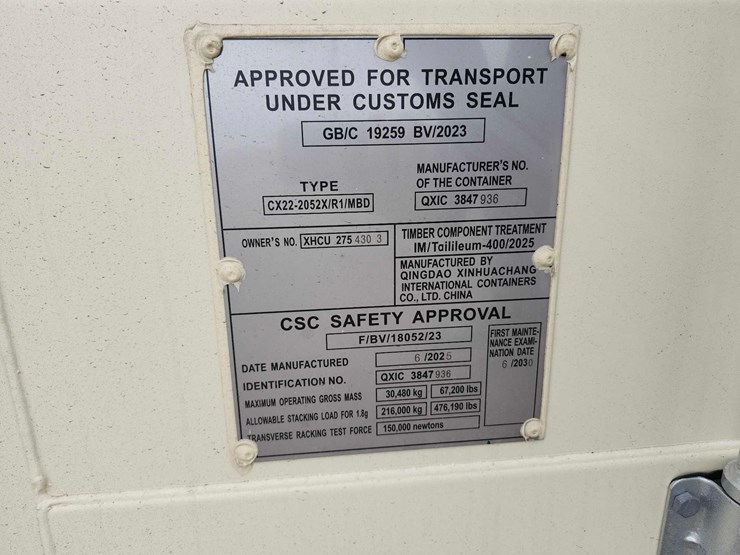 APPROVED FOR TRANSPORT
UNDER CUSTOMS SEAL
GB/C 19259 BV/2023
TYPE
CX22-2052X/R1/MBD
MANUFACTURER'S NO.
OF THE CONTAINER
QXIC 3847936
OWNER'S NO. XHCU 275430 3
TIMBER COMPONENT TREATMENT
IM/Tailileum-400/2025
MANUFACTURED BY
QINGDAO XINHUACHANG
INTERNATIONAL CONTAINERS
CO., LTD. CHINA
CSC SAFETY APPROVAL
F/BV/18052/23
DATE MANUFACTURED 6 /2025
IDENTIFICATION NO. QXIC 3847936
MAXIMUM OPERATING GROSS MASS 30,480 kg 67,200 lbs
ALLOWABLE STACKING LOAD FOR 1.8g 216,000 kg 476,190 lbs
TRANSVERSE RACKING TEST FORCE 150,000 newtons
FIRST MAINTE-
NANCE EXAMI-
NATION DATE
6 /2030